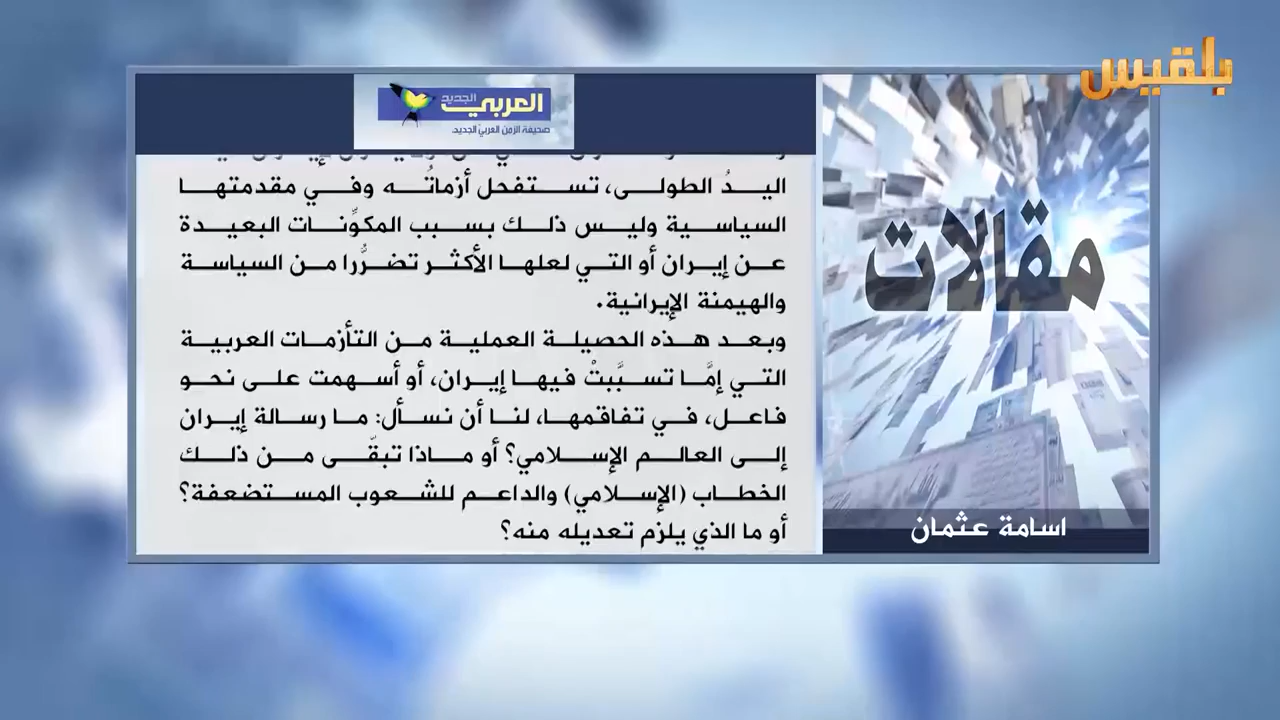 بلقيس
العربي الجديد
صحيفة الزمن العربي الجديد
اليدُ الطولى، تستفحل أزماتُه وفي مقدمتها
السياسية وليس ذلك بسبب المكوِّنات البعيدة
عن إيران أو التي لعلها الأكثر تضرُّرا من السياسة
والهيمنة الإيرانية.
وبعد هذه الحصيلة العملية من التأزمات العربية
التي إمَّا تسبَّبتْ فيها إيران، أو أسهمت على نحو
فاعل، في تفاقمها، لنا أن نسأل: ما رسالة إيران
إلى العالم الإسلامي؟ أو ماذا تبقّى من ذلك
الخطاب (الإسلامي) والداعم للشعوب المستضعفة؟
أو ما الذي يلزم تعديله منه؟
مقالات
اسامة عثمان